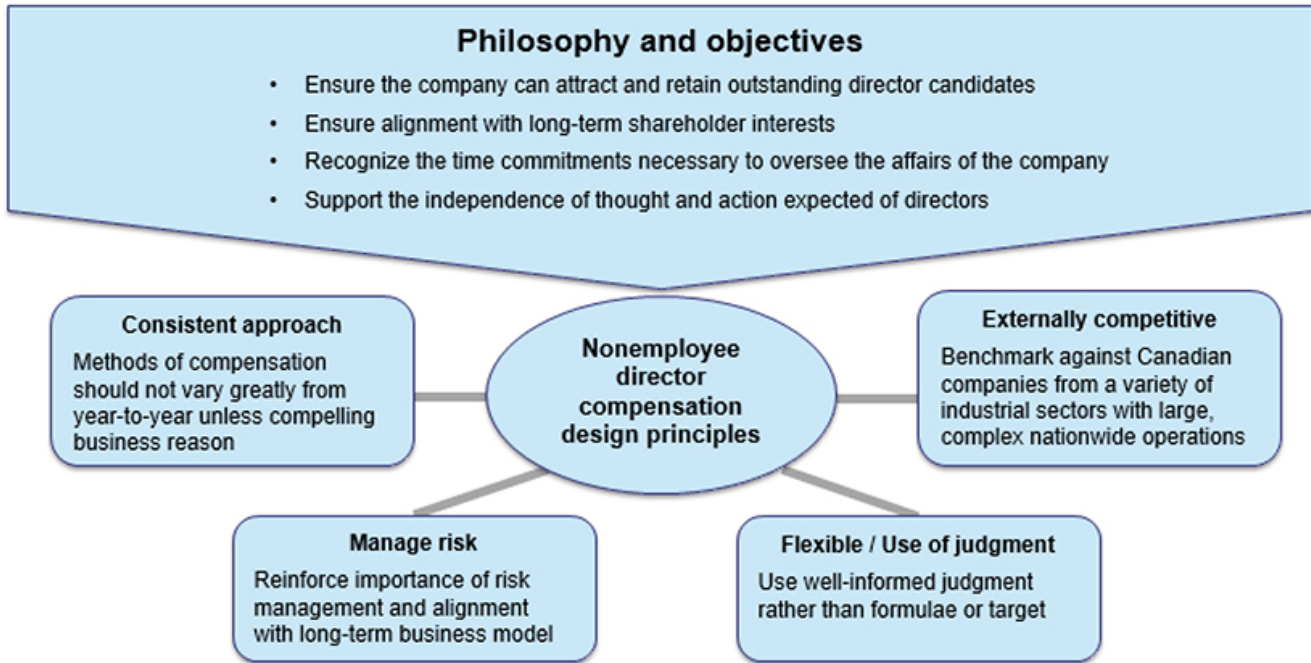 Philosophy and objectives
• Ensure the company can attract and retain outstanding director candidates
• Ensure alignment with long-term shareholder interests
• Recognize the time commitments necessary to oversee the affairs of the company
• Support the independence of thought and action expected of directors
Consistent approach
Methods of compensation
should not vary greatly from
year-to-year unless compelling
business reason
Nonemployee
director
compensation
design principles
Externally competitive
Benchmark against Canadian
companies from a variety of
industrial sectors with large,
complex nationwide operations
Manage risk
Reinforce importance of risk
management and alignment
with long-term business model
Flexible / Use of judgment
Use well-informed judgment
rather than formulae or target